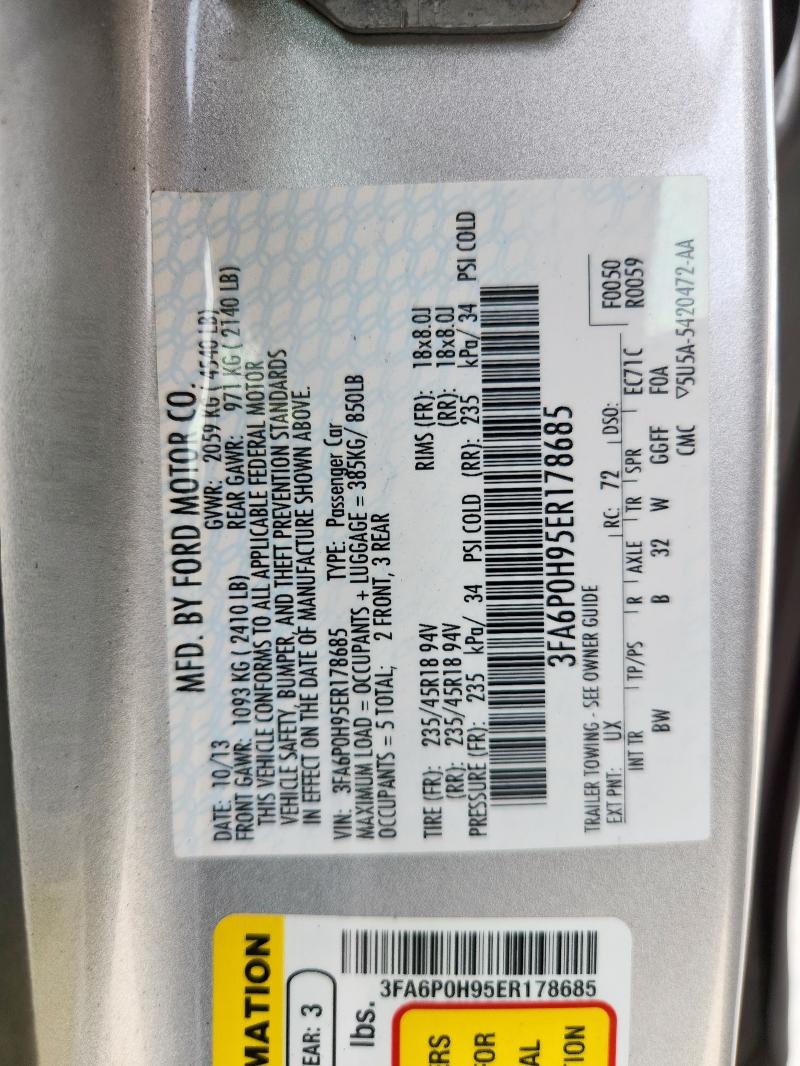 MFD. BY FORD MOTOR CO.
DATE: 10/13 GVWR: 2059 KG ( 4540 LB)
FRONT GAWR: 1093 KG ( 2410 LB) REAR GAWR: 971 KG ( 2140 LB)
THIS VEHICLE CONFORMS TO ALL APPLICABLE FEDERAL MOTOR
VEHICLE SAFETY, BUMPER, AND THEFT PREVENTION STANDARDS
IN EFFECT ON THE DATE OF MANUFACTURE SHOWN ABOVE.
VIN: 3FA6P0H95ER178685 TYPE: Passenger Car
MAXIMUM LOAD = OCCUPANTS + LUGGAGE = 385KG/ 850LB
OCCUPANTS = 5 TOTAL; 2 FRONT, 3 REAR
TIRE (FR): 235/45R18 94V RIMS (FR): 18x8.0J
(RR): 235/45R18 94V (RR): 18x8.0J
PRESSURE (FR): 235 kPa/ 34 PSI COLD (RR): 235 kPa/ 34 PSI COLD
3FA6P0H95ER178685
TRAILER TOWING - SEE OWNER GUIDE
EXT PNT: UX RC: 72 DSO: F0050
R0059
INT TR TP/PS R AXLE TR SPR EC71C
BW B 32 W GGFF F0A
CMC ▽5U5A-5420472-AA
MATION
EAR: 3
lbs.
3FA6P0H95ER178685
ERS
FOR
AL
ION